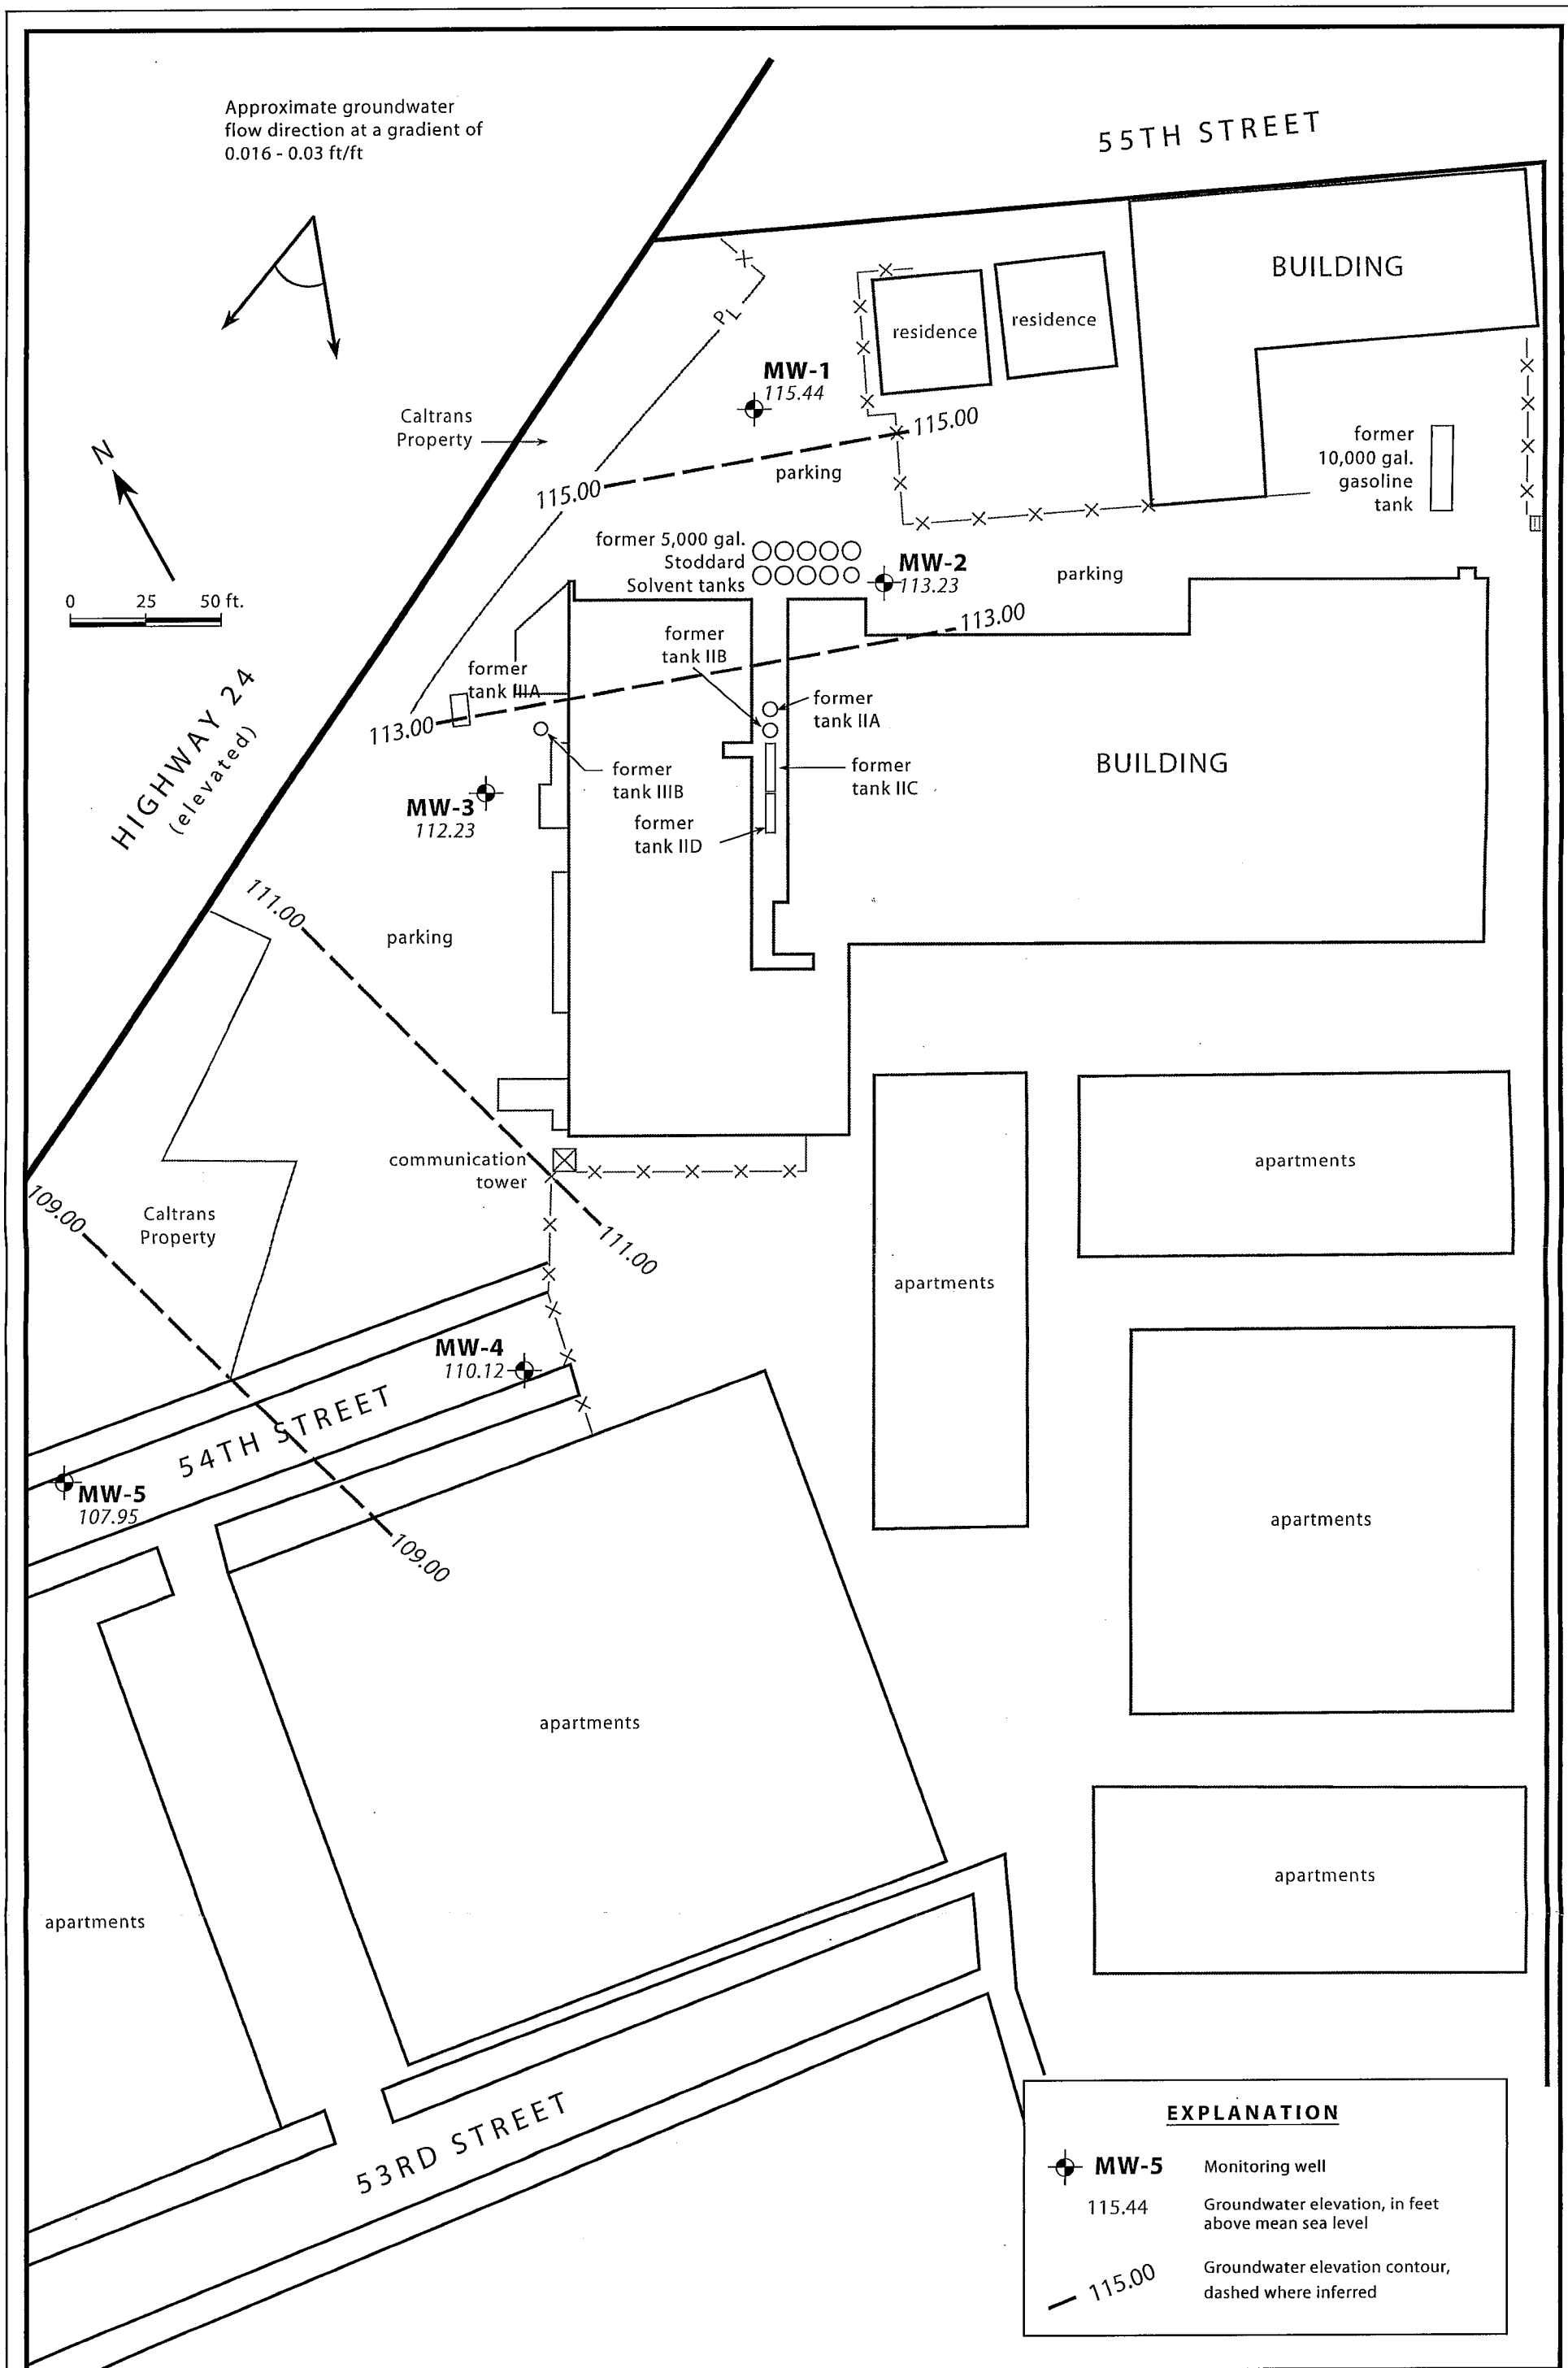 Approximate groundwater
flow direction at a gradient of
0.016 - 0.03 ft/ft
55TH STREET
BUILDING
residence
residence
PL
MW-1
115.44
Caltrans
Property
115.00
115.00
parking
former
10,000 gal.
gasoline
tank
N
former 5,000 gal.
Stoddard
Solvent tanks
MW-2
113.23
parking
0 25 50 ft.
113.00
former
tank IIB
former
tank IIIA
former
tank IIA
113.00
HIGHWAY 24
(elevated)
former
tank IIIB
former
tank IIC
BUILDING
MW-3
112.23
former
tank IID
111.00
parking
communication
tower
apartments
109.00
Caltrans
Property
111.00
apartments
MW-4
110.12
54TH STREET
MW-5
107.95
109.00
apartments
apartments
apartments
apartments
53RD STREET
EXPLANATION
MW-5 Monitoring well
115.44 Groundwater elevation, in feet
above mean sea level
115.00 Groundwater elevation contour,
dashed where inferred